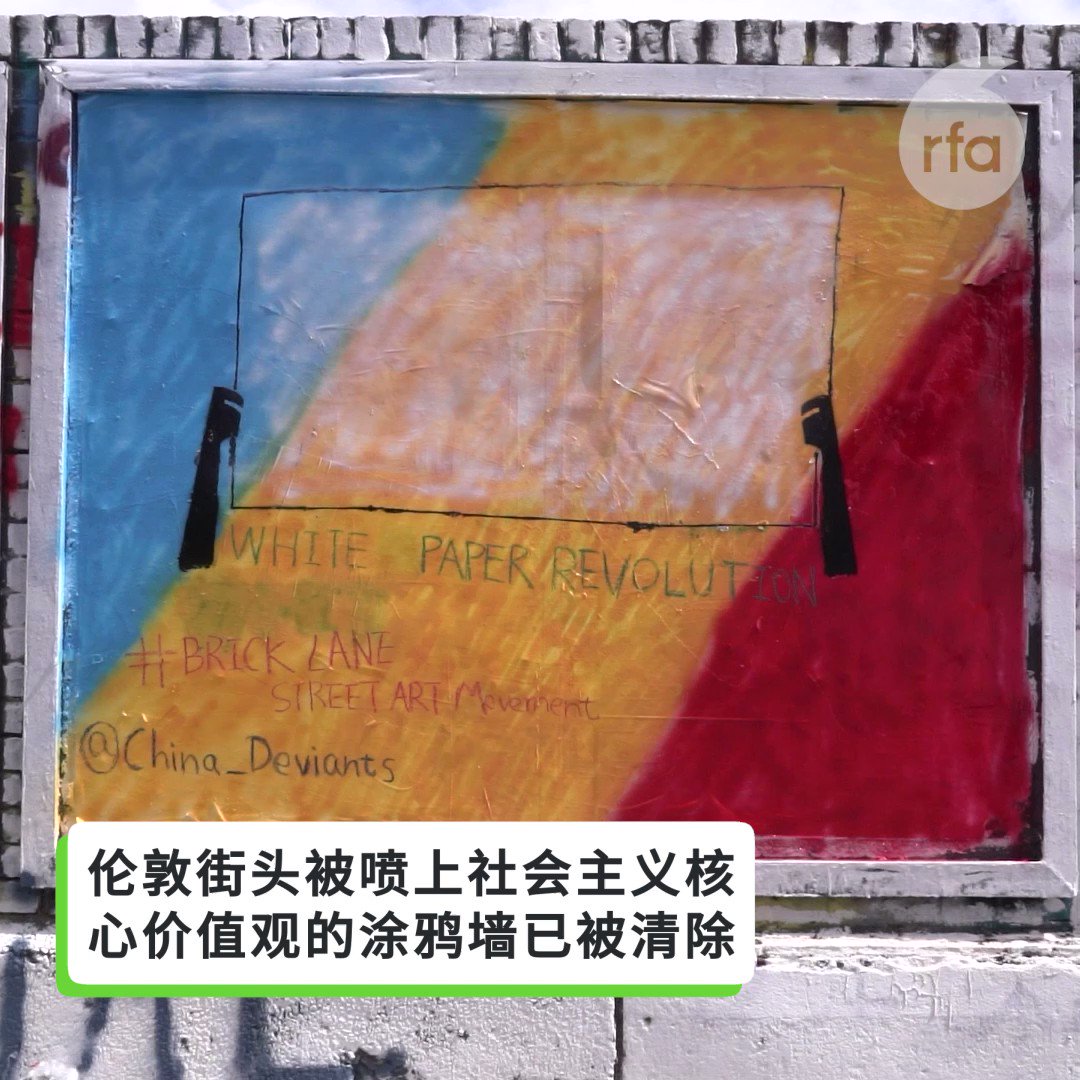 rfa
WHITE PAPER REVOLUTION
#BRICK LANE
STREET ART Movement
@China_Deviants
伦敦街头被喷上社会主义核
心价值观的涂鸦墙已被清除